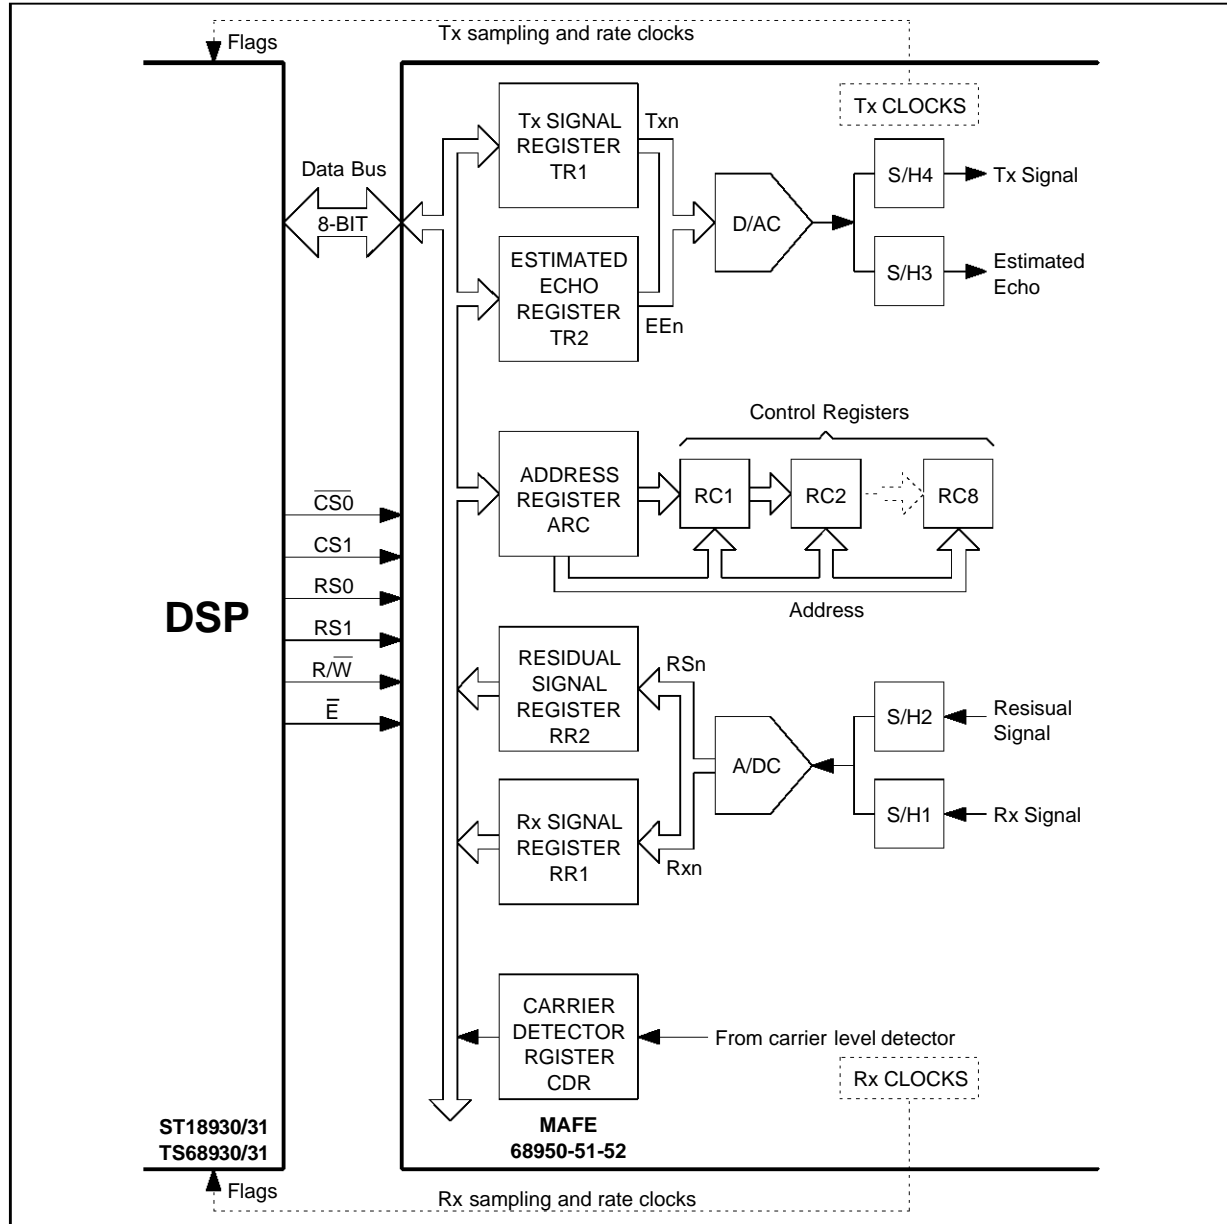 Flags
Tx sampling and rate clocks
Tx CLOCKS
Data Bus
8-BIT
Tx SIGNAL
REGISTER
TR1
Txn
ESTIMATED
ECHO
REGISTER
TR2
EEn
D/AC
S/H4
Tx Signal
S/H3
Estimated
Echo
Control Registers
ADDRESS
REGISTER
ARC
RC1
RC2
RC8
Address
DSP
C̅S̅0̅
CS1
RS0
RS1
R/W̅
E̅
RESIDUAL
SIGNAL
REGISTER
RR2
RSn
Rx SIGNAL
REGISTER
RR1
Rxn
A/DC
S/H2
Resisual
Signal
S/H1
Rx Signal
CARRIER
DETECTOR
RGISTER
CDR
From carrier level detector
Rx CLOCKS
ST18930/31
TS68930/31
MAFE
68950-51-52
Flags
Rx sampling and rate clocks